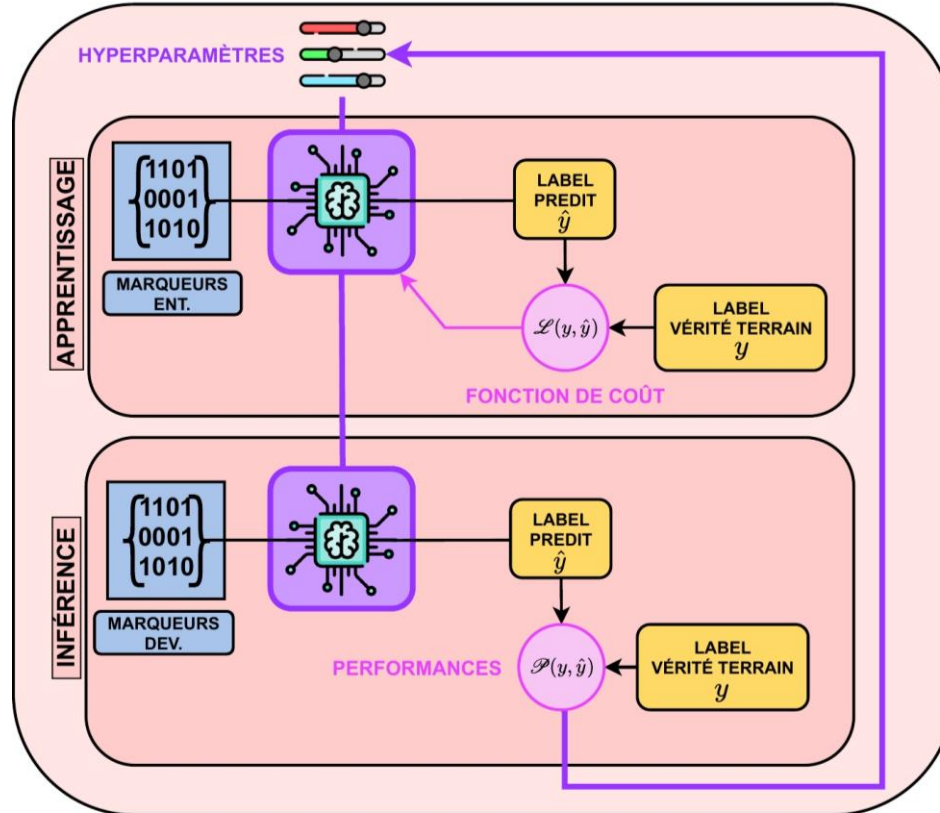 HYPERPARAMÈTRES
APPRENTISSAGE
1101
0001
1010
MARQUEURS
ENT.
LABEL
PREDIT
ŷ
ℒ(y, ŷ)
LABEL
VÉRITÉ TERRAIN
y
FONCTION DE COÛT
INFÉRENCE
1101
0001
1010
MARQUEURS
DEV.
LABEL
PREDIT
ŷ
PERFORMANCES
𝒫(y, ŷ)
LABEL
VÉRITÉ TERRAIN
y